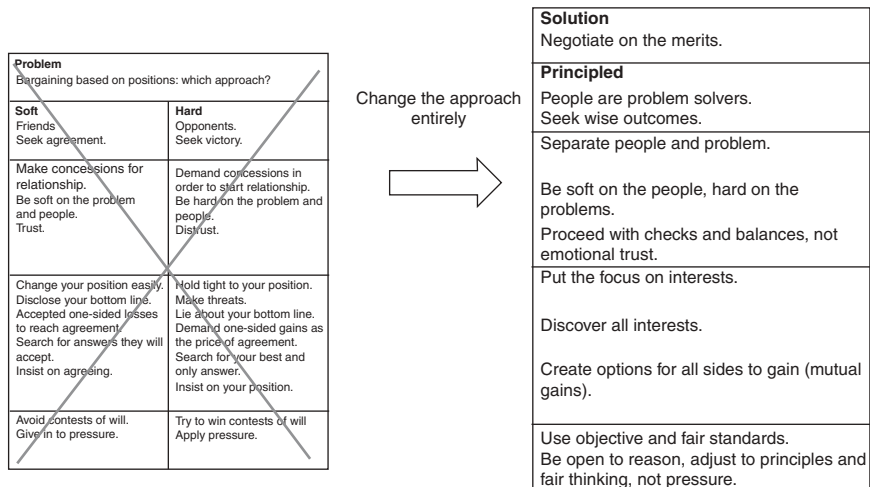 Problem
Bargaining based on positions: which approach?
Soft
Friends
Seek agreement.
Hard
Opponents.
Seek victory.
Make concessions for
relationship.
Be soft on the problem
and people.
Trust.
Demand concessions in
order to start relationship.
Be hard on the problem and
people.
Distrust.
Change your position easily.
Disclose your bottom line.
Accepted one-sided losses
to reach agreement.
Search for answers they will
accept.
Insist on agreeing.
Hold tight to your position.
Make threats.
Lie about your bottom line.
Demand one-sided gains as
the price of agreement.
Search for your best and
only answer.
Insist on your position.
Avoid contests of will.
Give in to pressure.
Try to win contests of will
Apply pressure.
Change the approach
entirely
Solution
Negotiate on the merits.
Principled
People are problem solvers.
Seek wise outcomes.
Separate people and problem.
Be soft on the people, hard on the
problems.
Proceed with checks and balances, not
emotional trust.
Put the focus on interests.
Discover all interests.
Create options for all sides to gain (mutual
gains).
Use objective and fair standards.
Be open to reason, adjust to principles and
fair thinking, not pressure.